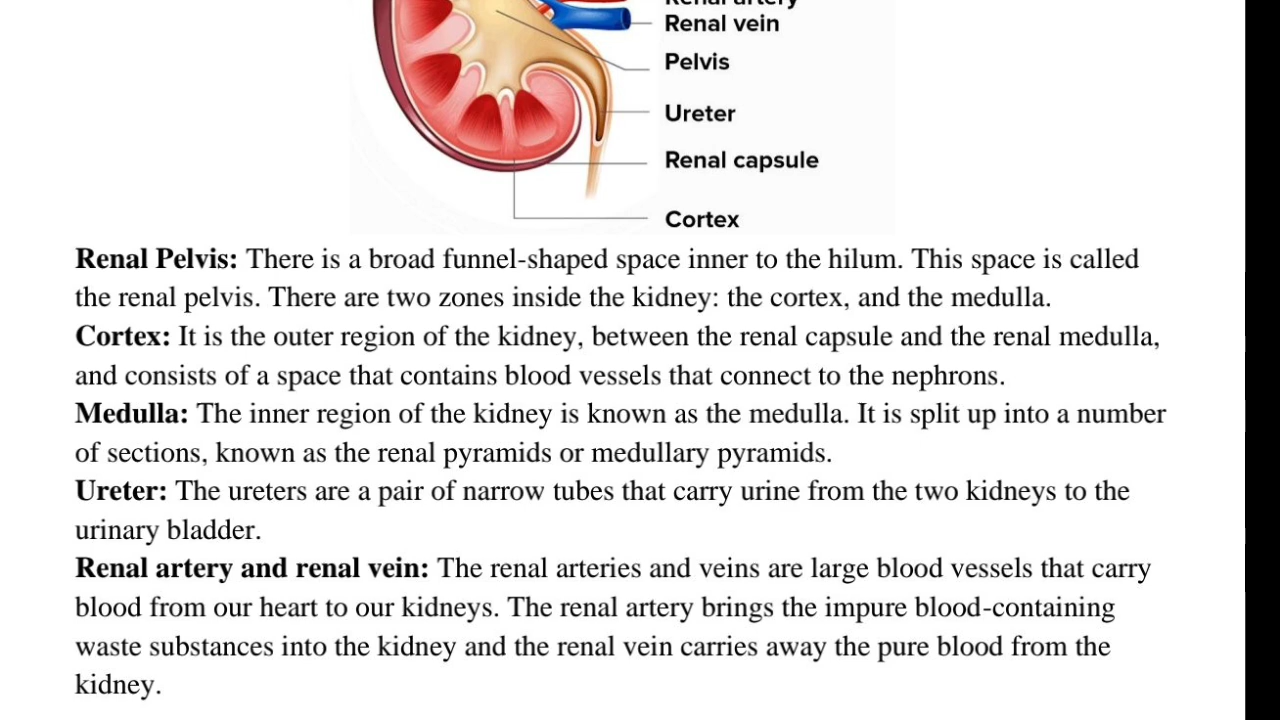 Renal artery
Renal vein
Pelvis
Ureter
Renal capsule
Cortex
Renal Pelvis: There is a broad funnel-shaped space inner to the hilum. This space is called
the renal pelvis. There are two zones inside the kidney: the cortex, and the medulla.
Cortex: It is the outer region of the kidney, between the renal capsule and the renal medulla,
and consists of a space that contains blood vessels that connect to the nephrons.
Medulla: The inner region of the kidney is known as the medulla. It is split up into a number
of sections, known as the renal pyramids or medullary pyramids.
Ureter: The ureters are a pair of narrow tubes that carry urine from the two kidneys to the
urinary bladder.
Renal artery and renal vein: The renal arteries and veins are large blood vessels that carry
blood from our heart to our kidneys. The renal artery brings the impure blood-containing
waste substances into the kidney and the renal vein carries away the pure blood from the
kidney.